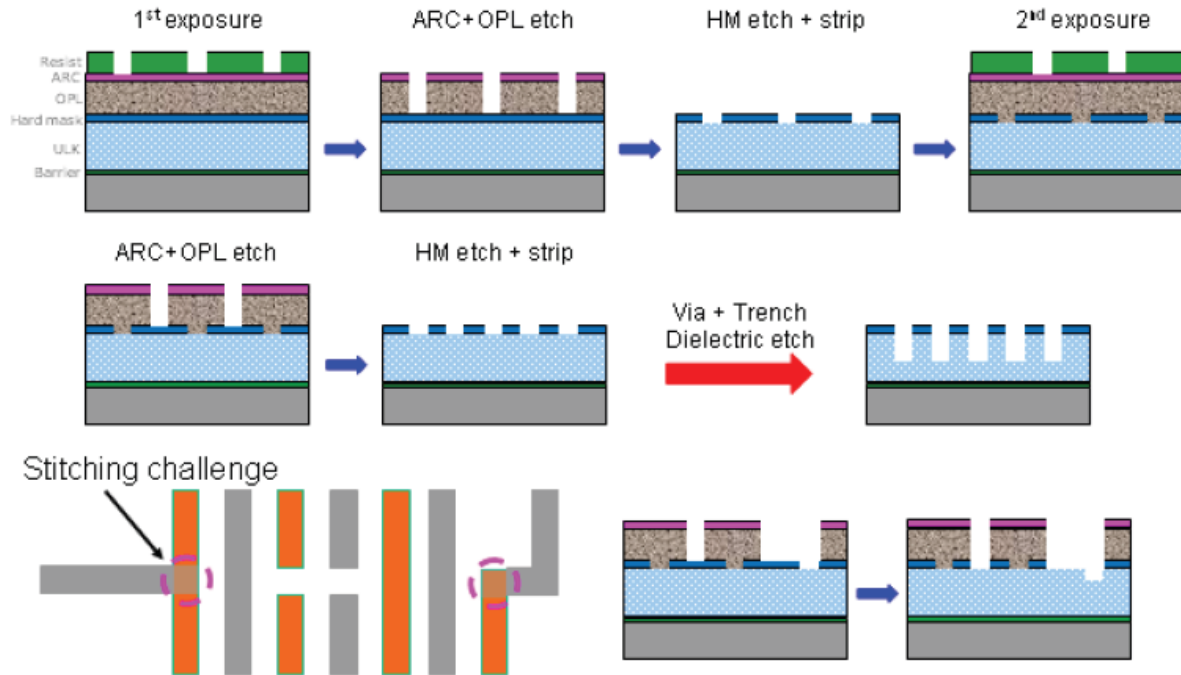 1st exposure
ARC+OPL etch
HM etch + strip
2nd exposure
Resist
ARC
OPL
Hard mask
ULK
Barrier
ARC+OPL etch
HM etch + strip
Via + Trench
Dielectric etch
Stitching challenge